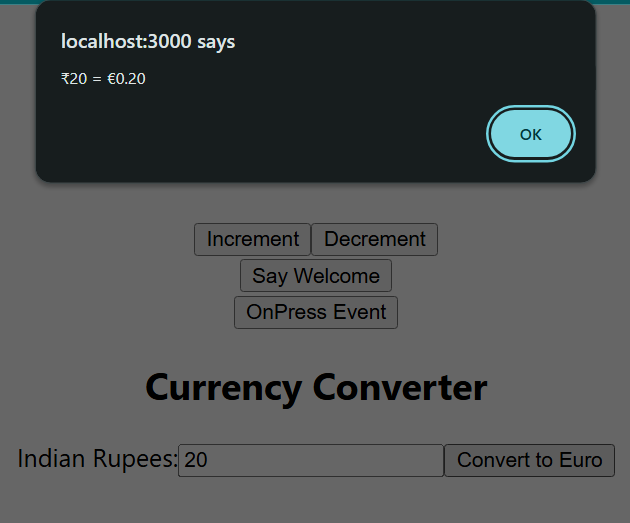 localhost:3000 says
₹20 = €0.20
OK
Increment Decrement
Say Welcome
OnPress Event
Currency Converter
Indian Rupees: 20 Convert to Euro